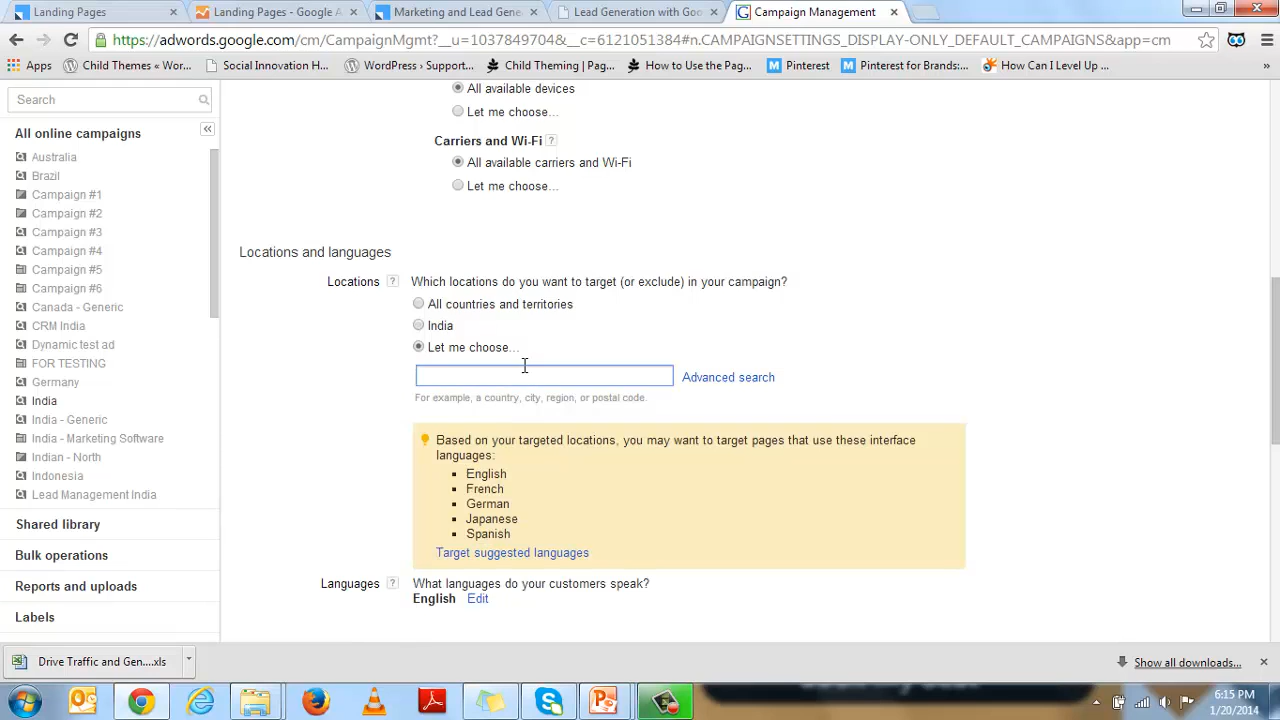 Landing Pages
Landing Pages - Google A
Marketing and Lead Gene
Lead Generation with Goo
Campaign Management
https://adwords.google.com/cm/CampaignMgmt?__u=1037849704&__c=6121051384#n.CAMPAIGNSETTINGS_DISPLAY-ONLY_DEFAULT_CAMPAIGNS&app=cm
Apps
Child Themes « Wor...
Social Innovation H...
WordPress › Support...
Child Theming | Pag...
How to Use the Pag...
Pinterest
Pinterest for Brands:...
How Can I Level Up ...
»
Search
All online campaigns
«
Australia
Brazil
Campaign #1
Campaign #2
Campaign #3
Campaign #4
Campaign #5
Campaign #6
Canada - Generic
CRM India
Dynamic test ad
FOR TESTING
Germany
India
India - Generic
India - Marketing Software
Indian - North
Indonesia
Lead Management India
Shared library
Bulk operations
Reports and uploads
Labels
All available devices
Let me choose...
Carriers and Wi-Fi ?
All available carriers and Wi-Fi
Let me choose...
Locations and languages
Locations ? Which locations do you want to target (or exclude) in your campaign?
All countries and territories
India
Let me choose...
Advanced search
For example, a country, city, region, or postal code.
Based on your targeted locations, you may want to target pages that use these interface
languages:
English
French
German
Japanese
Spanish
Target suggested languages
Languages ? What languages do your customers speak?
English Edit
Drive Traffic and Gen....xls
Show all downloads...
6:15 PM
1/20/2014